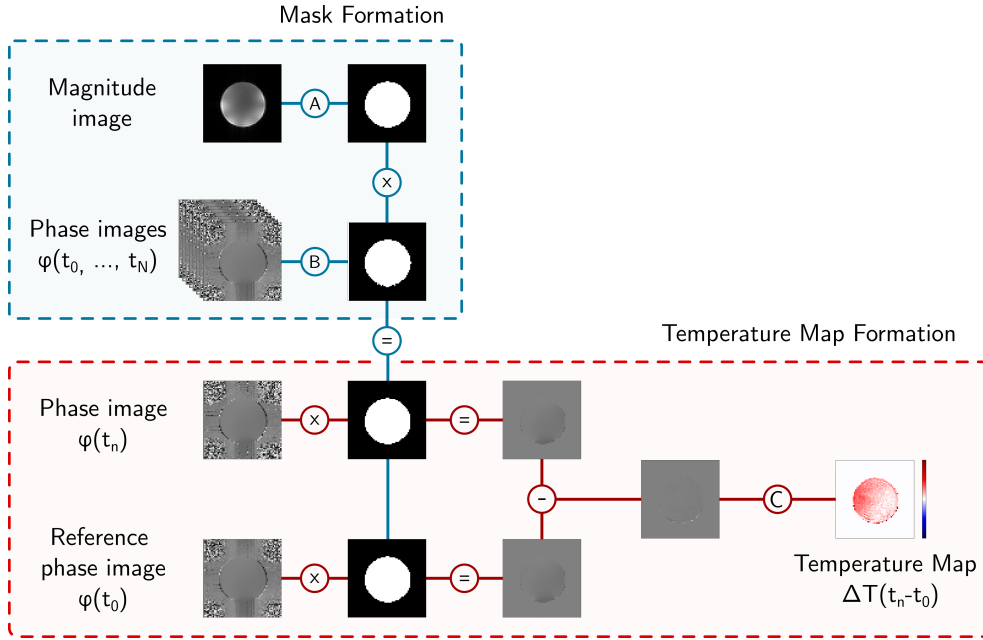 Mask Formation
Magnitude
image
A
x
Phase images
φ(t₀, ..., t_N)
B
=
Temperature Map Formation
Phase image
φ(tₙ)
x
=
-
C
Reference
phase image
φ(t₀)
x
=
Temperature Map
ΔT(tₙ-t₀)